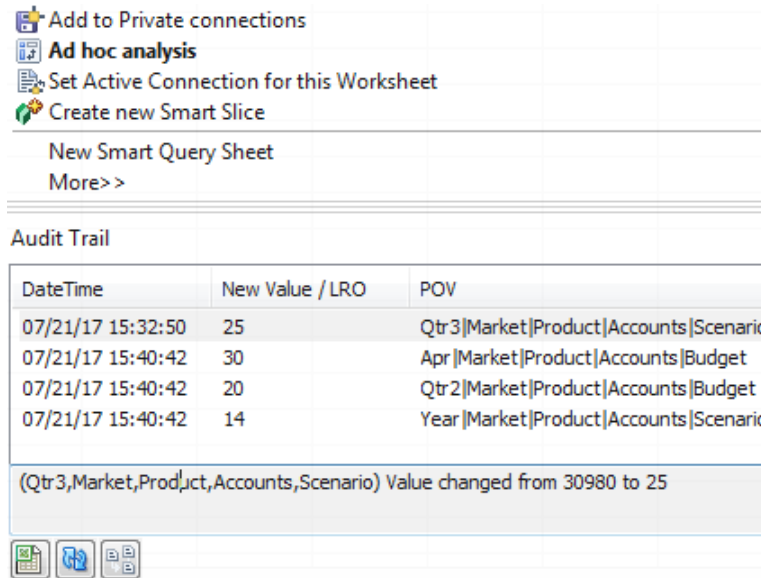 Add to Private connections
Ad hoc analysis
Set Active Connection for this Worksheet
Create new Smart Slice
New Smart Query Sheet
More>>
Audit Trail
DateTime New Value / LRO POV
07/21/17 15:32:50 25 Qtr3|Market|Product|Accounts|Scenario
07/21/17 15:40:42 30 Apr|Market|Product|Accounts|Budget
07/21/17 15:40:42 20 Qtr2|Market|Product|Accounts|Budget
07/21/17 15:40:42 14 Year|Market|Product|Accounts|Scenario
(Qtr3,Market,Product,Accounts,Scenario) Value changed from 30980 to 25